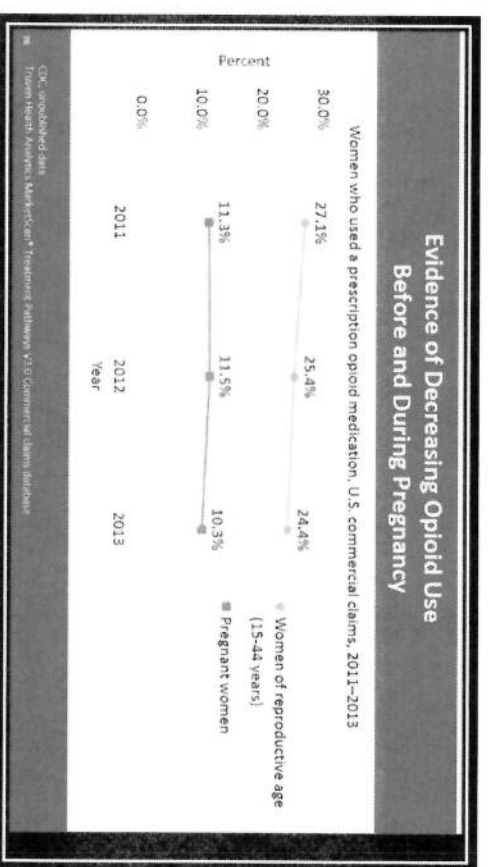 Evidence of Decreasing Opioid Use
Before and During Pregnancy
Women who used a prescription opioid medication, U.S. commercial claims, 2011–2013
Percent
30.0%
20.0%
10.0%
0.0%
27.1%
25.4%
24.4%
11.3%
11.5%
10.3%
2011
2012
2013
Year
Women of reproductive age
(15-44 years)
Pregnant women
CDC, unpublished data
Truven Health Analytics MarketScan® Treatment Pathways V3.0 Commercial claims database